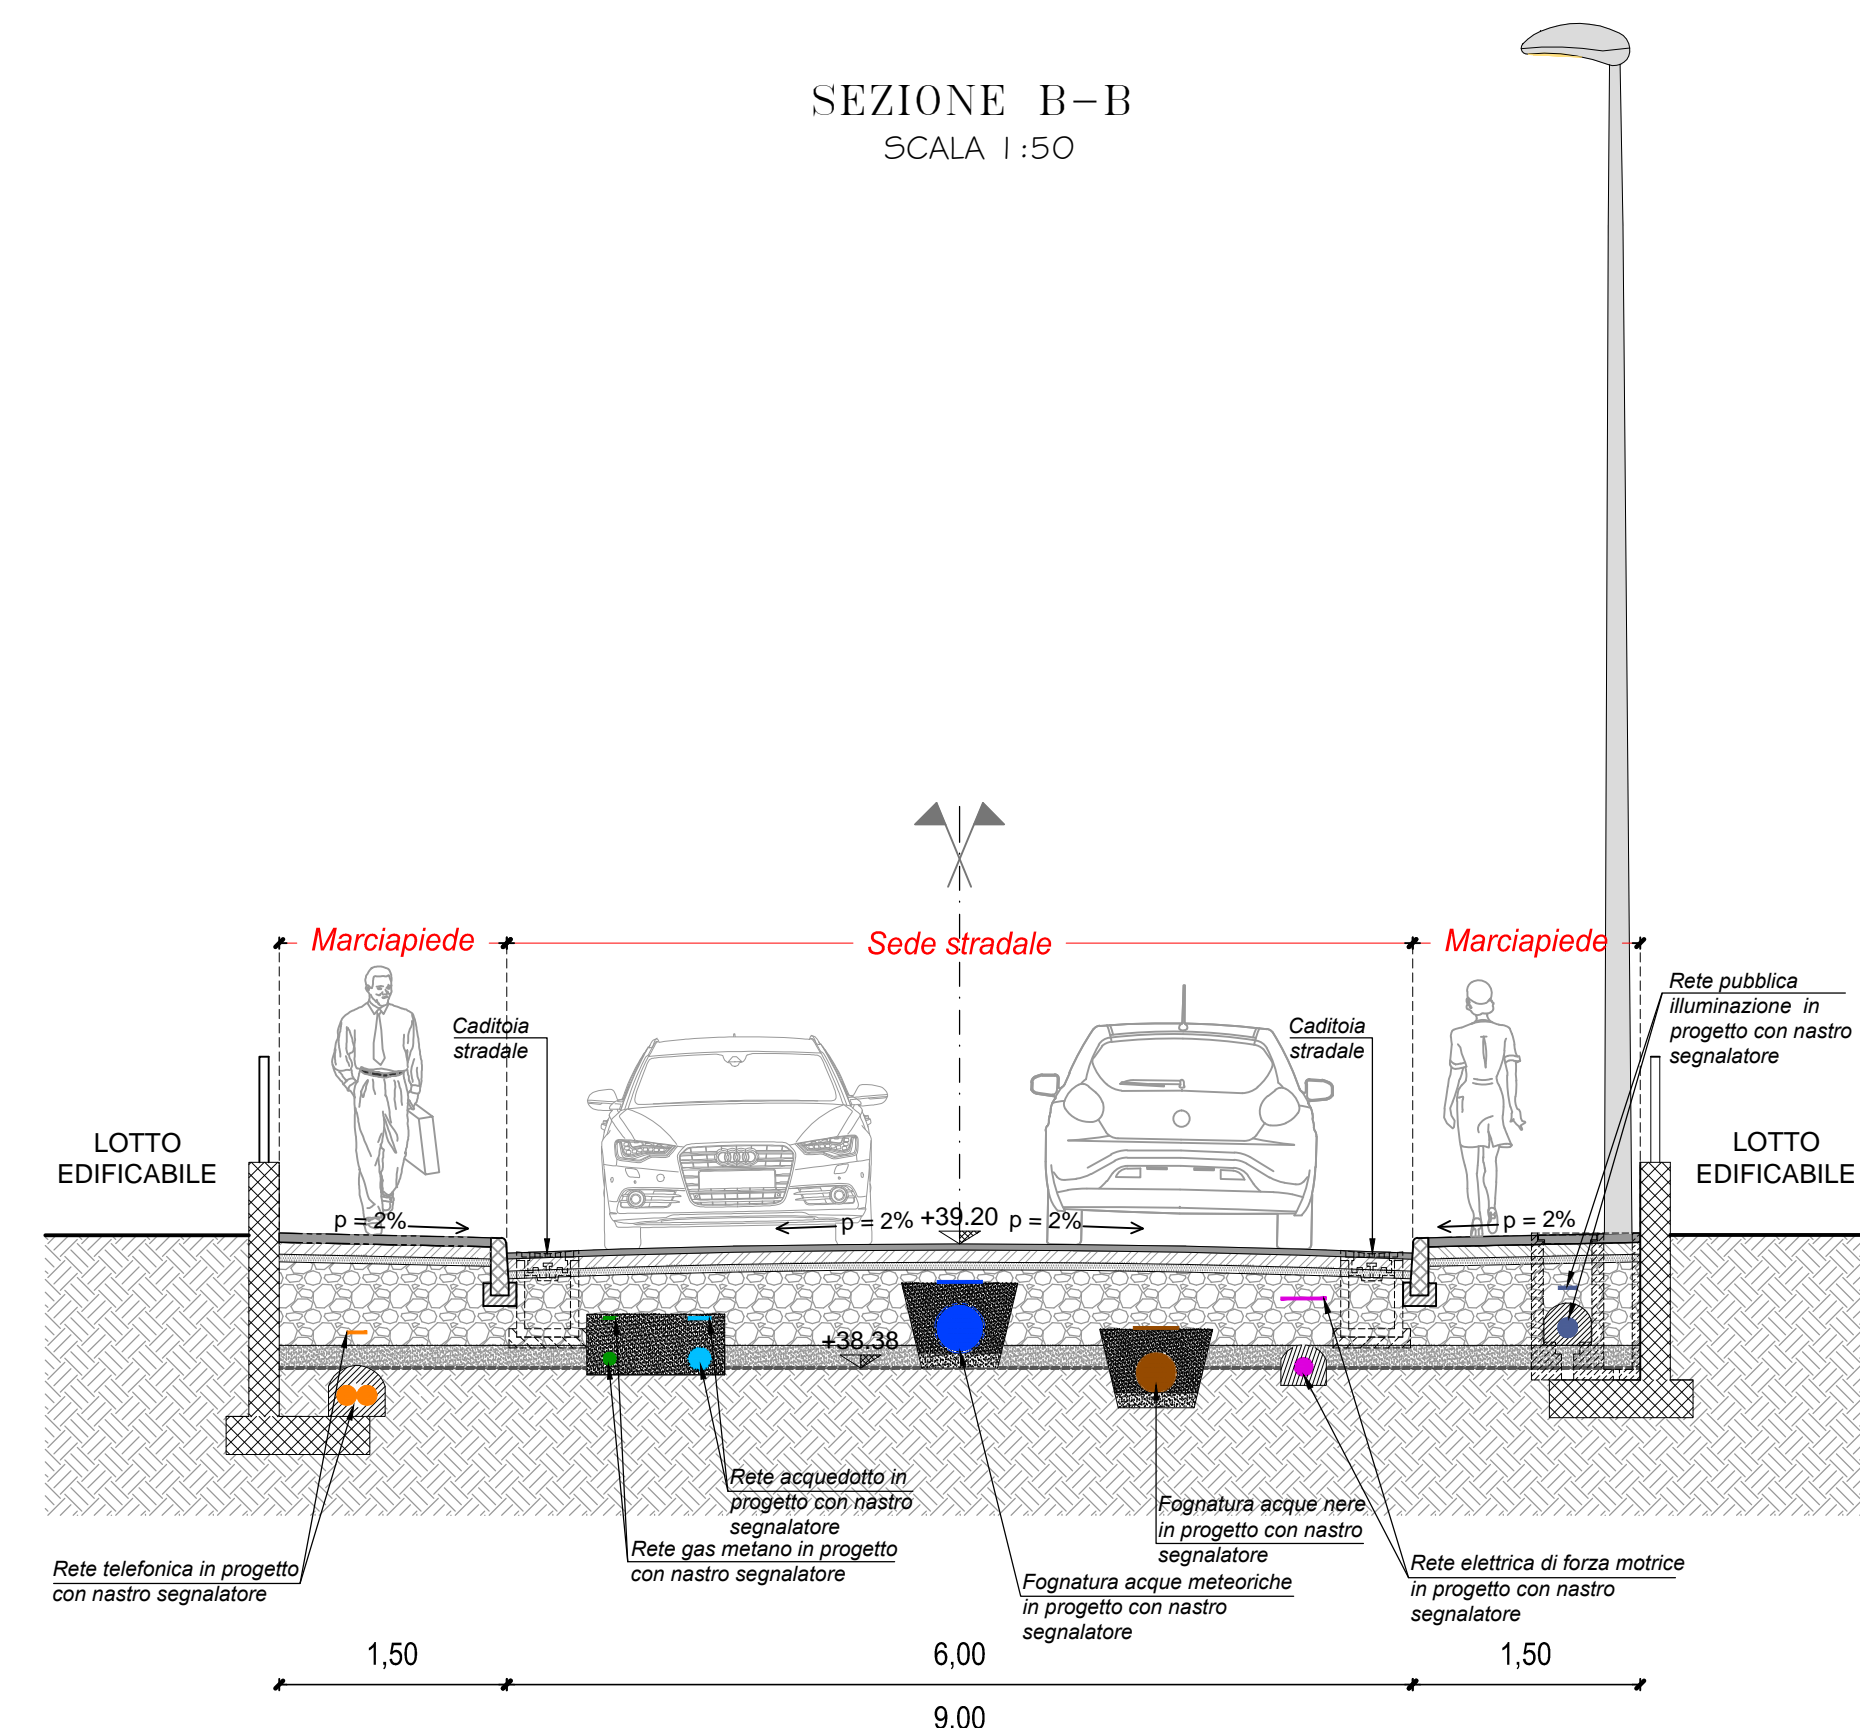 SEZIONE B-B
SCALA 1:50
Marciapiede
Sede stradale
Marciapiede
Rete pubblica
illuminazione in
progetto con nastro
segnalatore
Caditoia
stradale
Caditoia
stradale
LOTTO
EDIFICABILE
LOTTO
EDIFICABILE
p = 2%
p = 2%
+39.20
p = 2%
p = 2%
+38.38
Rete acquedotto in
progetto con nastro
segnalatore
Rete gas metano in progetto
con nastro segnalatore
Rete telefonica in progetto
con nastro segnalatore
Fognatura acque nere
in progetto con nastro
segnalatore
Fognatura acque meteoriche
in progetto con nastro
segnalatore
Rete elettrica di forza motrice
in progetto con nastro
segnalatore
1,50
6,00
1,50
9,00